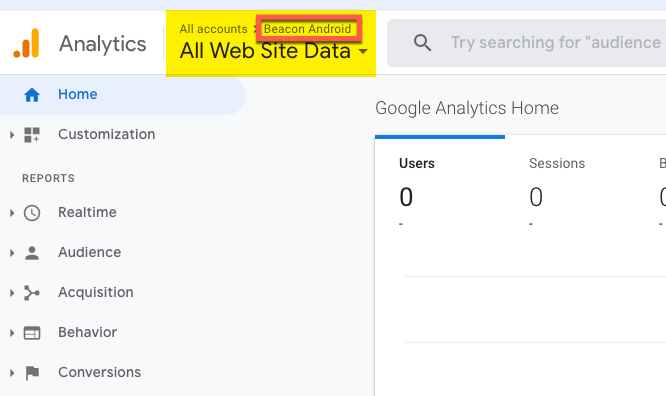 Analytics
All accounts > Beacon Android
All Web Site Data
Try searching for "audience
Home
Customization
REPORTS
Realtime
Audience
Acquisition
Behavior
Conversions
Google Analytics Home
Users Sessions B
0 0
- -